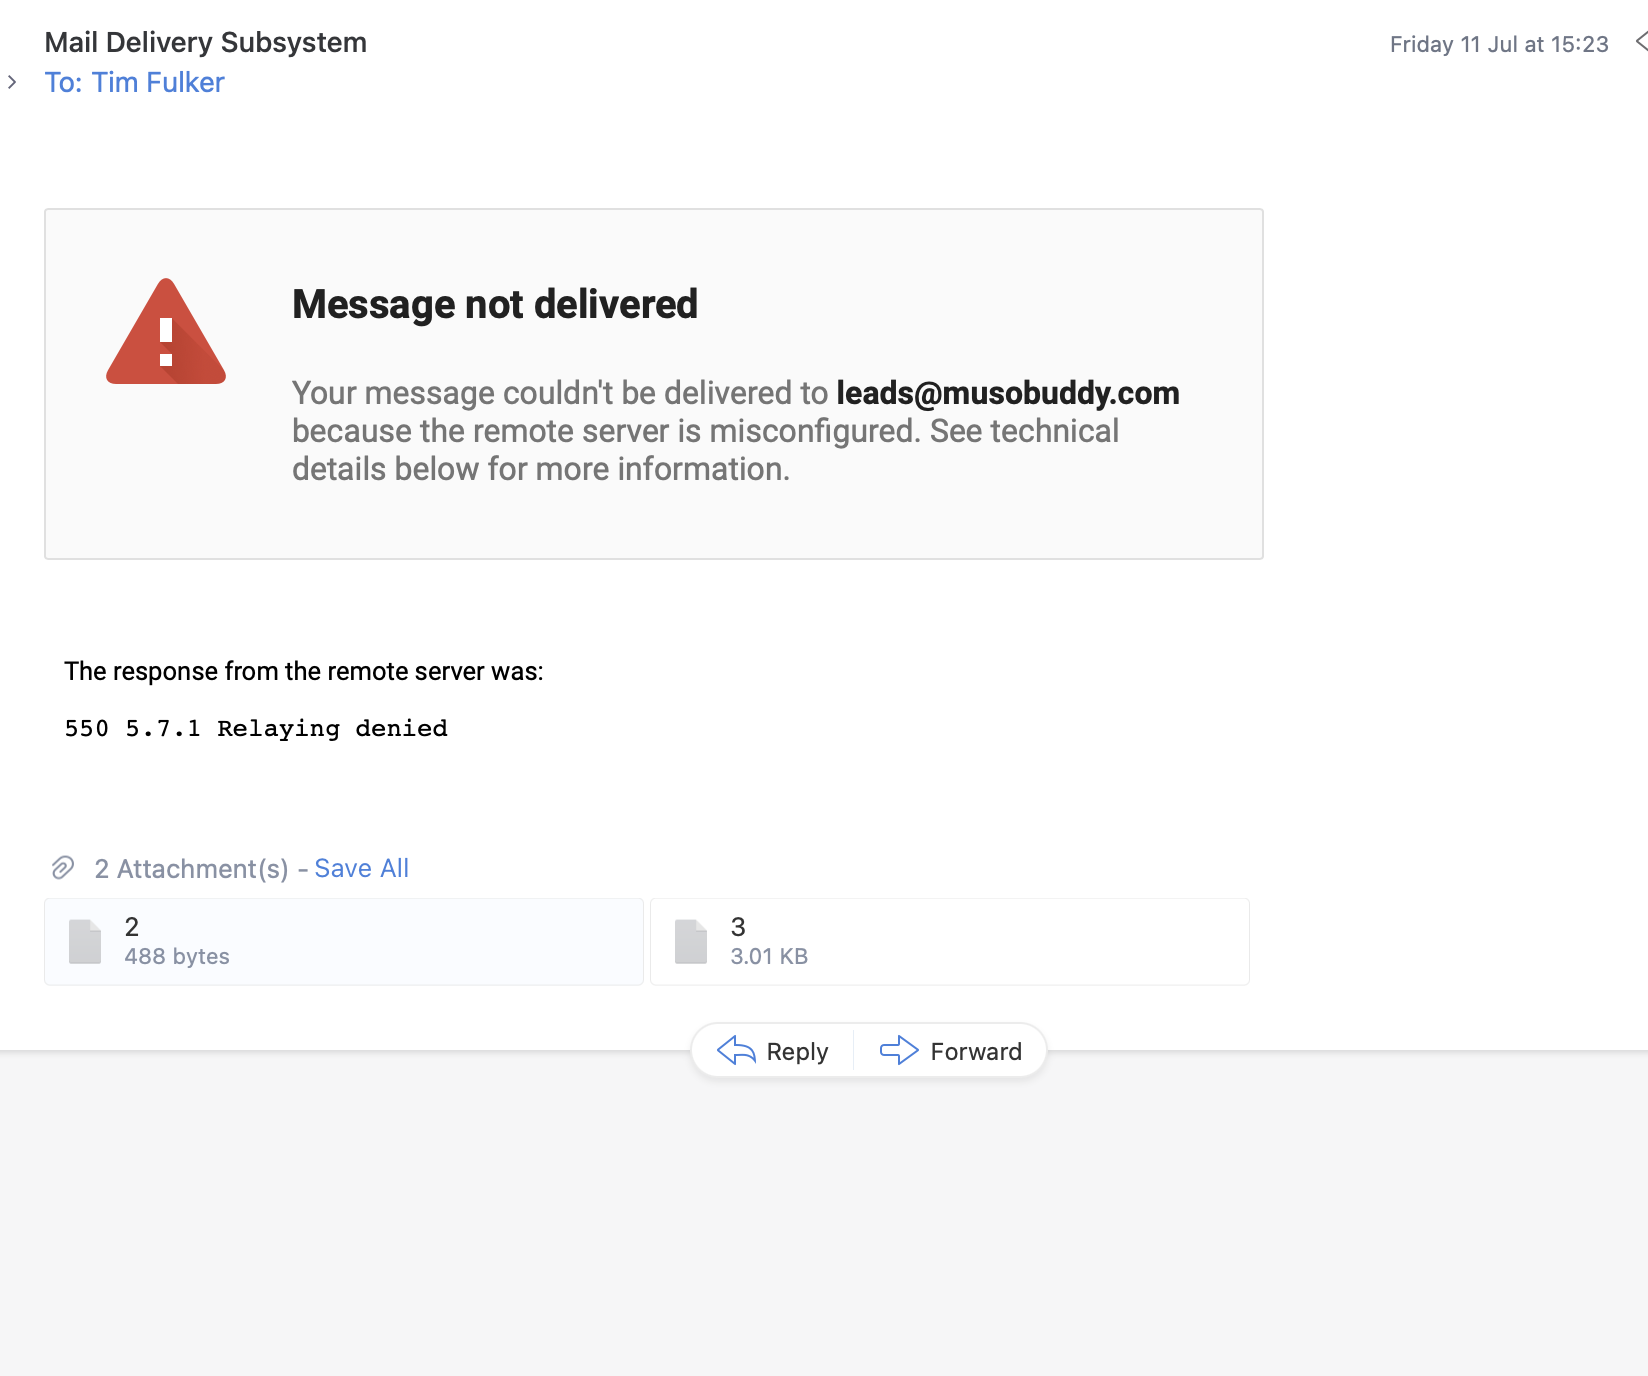 Mail Delivery Subsystem
Friday 11 Jul at 15:23
To: Tim Fulker
Message not delivered
Your message couldn't be delivered to leads@musobuddy.com
because the remote server is misconfigured. See technical
details below for more information.
The response from the remote server was:
550 5.7.1 Relaying denied
2 Attachment(s) - Save All
2
488 bytes
3
3.01 KB
Reply
Forward